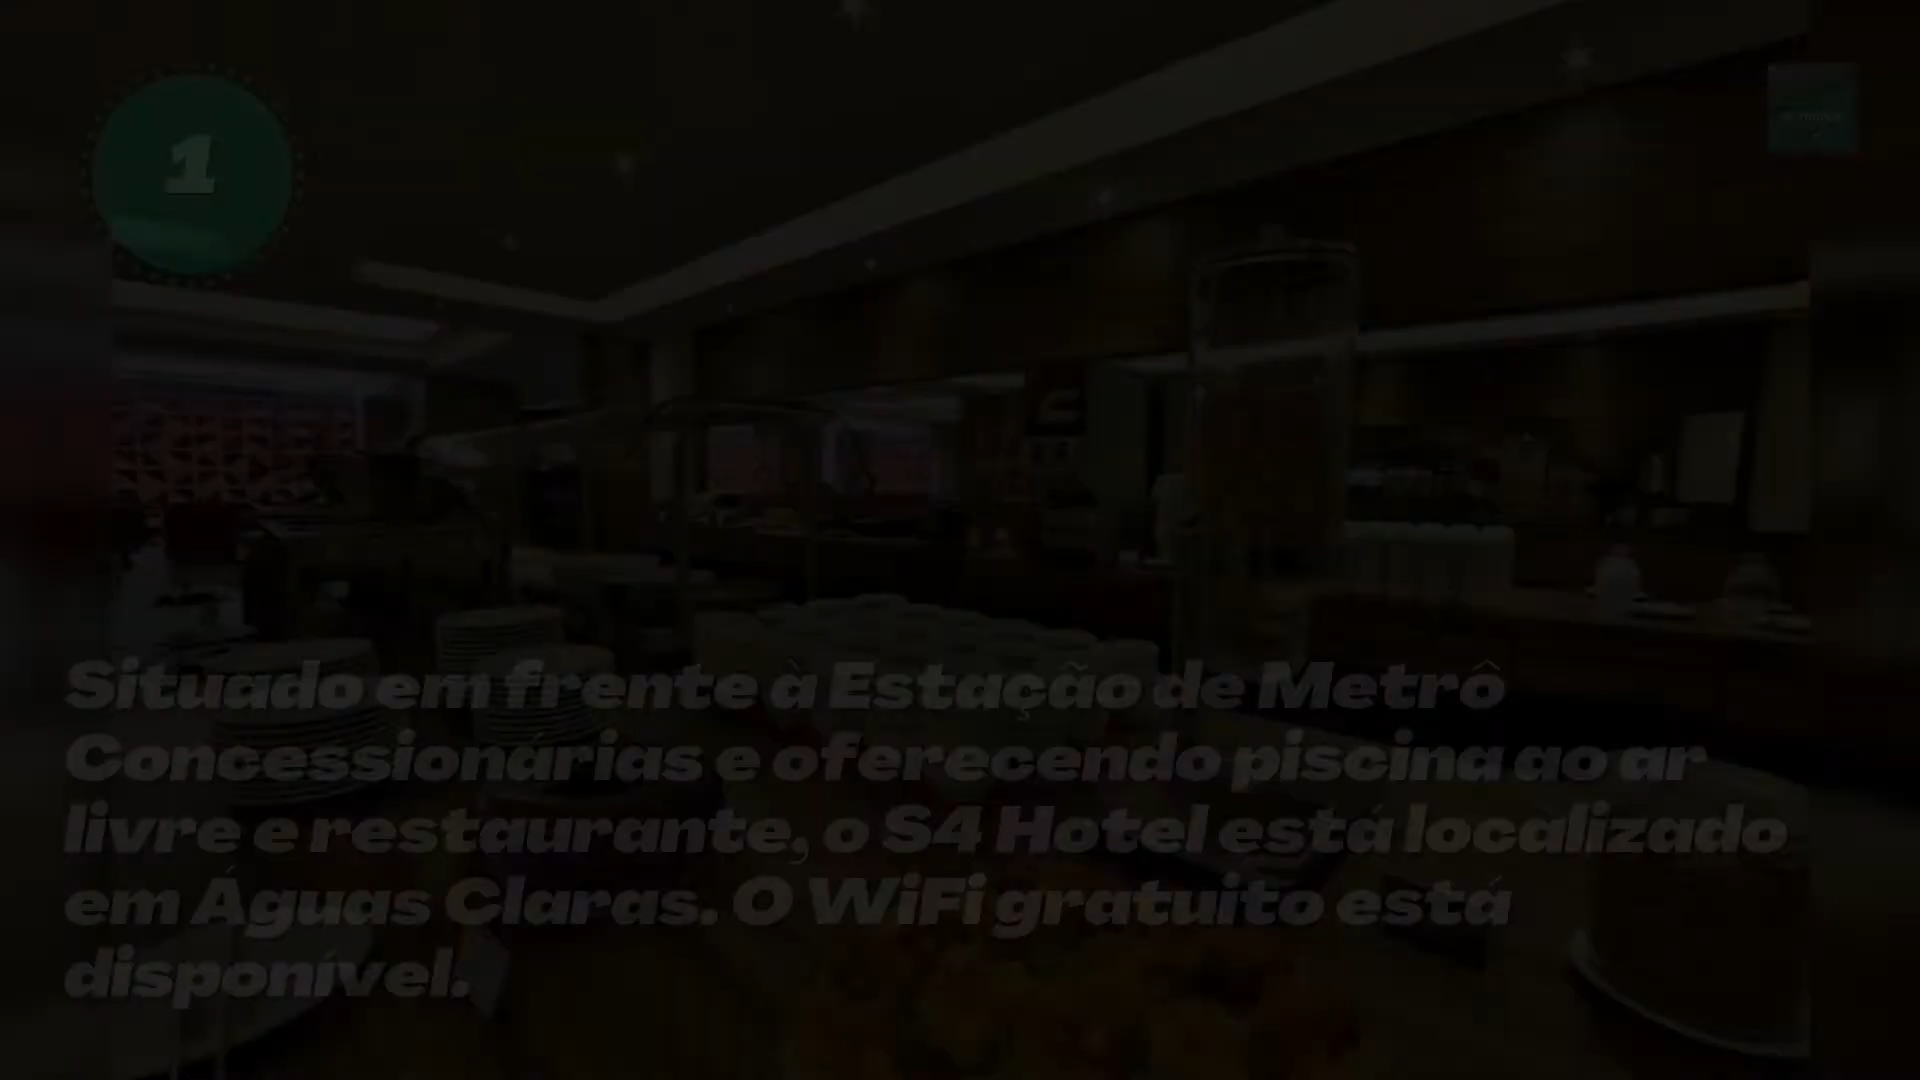 1
Situado em frente à Estação de Metrô
Concessionárias e oferecendo piscina ao ar
livre e restaurante, o S4 Hotel está localizado
em Águas Claras. O WiFi gratuito está
disponível.